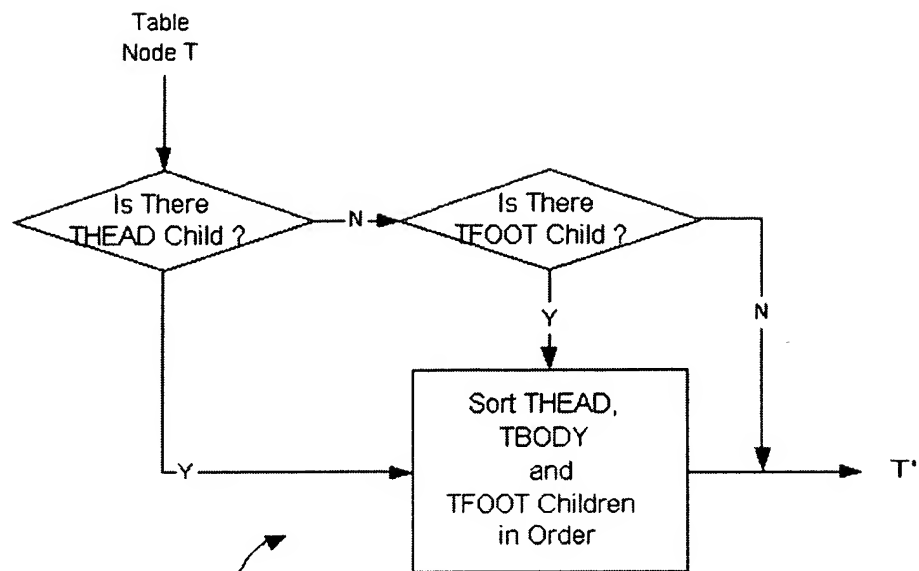 Table
Node T
Is There
THEAD Child ?
N
Is There
TFOOT Child ?
Y
N
Sort THEAD,
TBODY
and
TFOOT Children
in Order
Y
T'